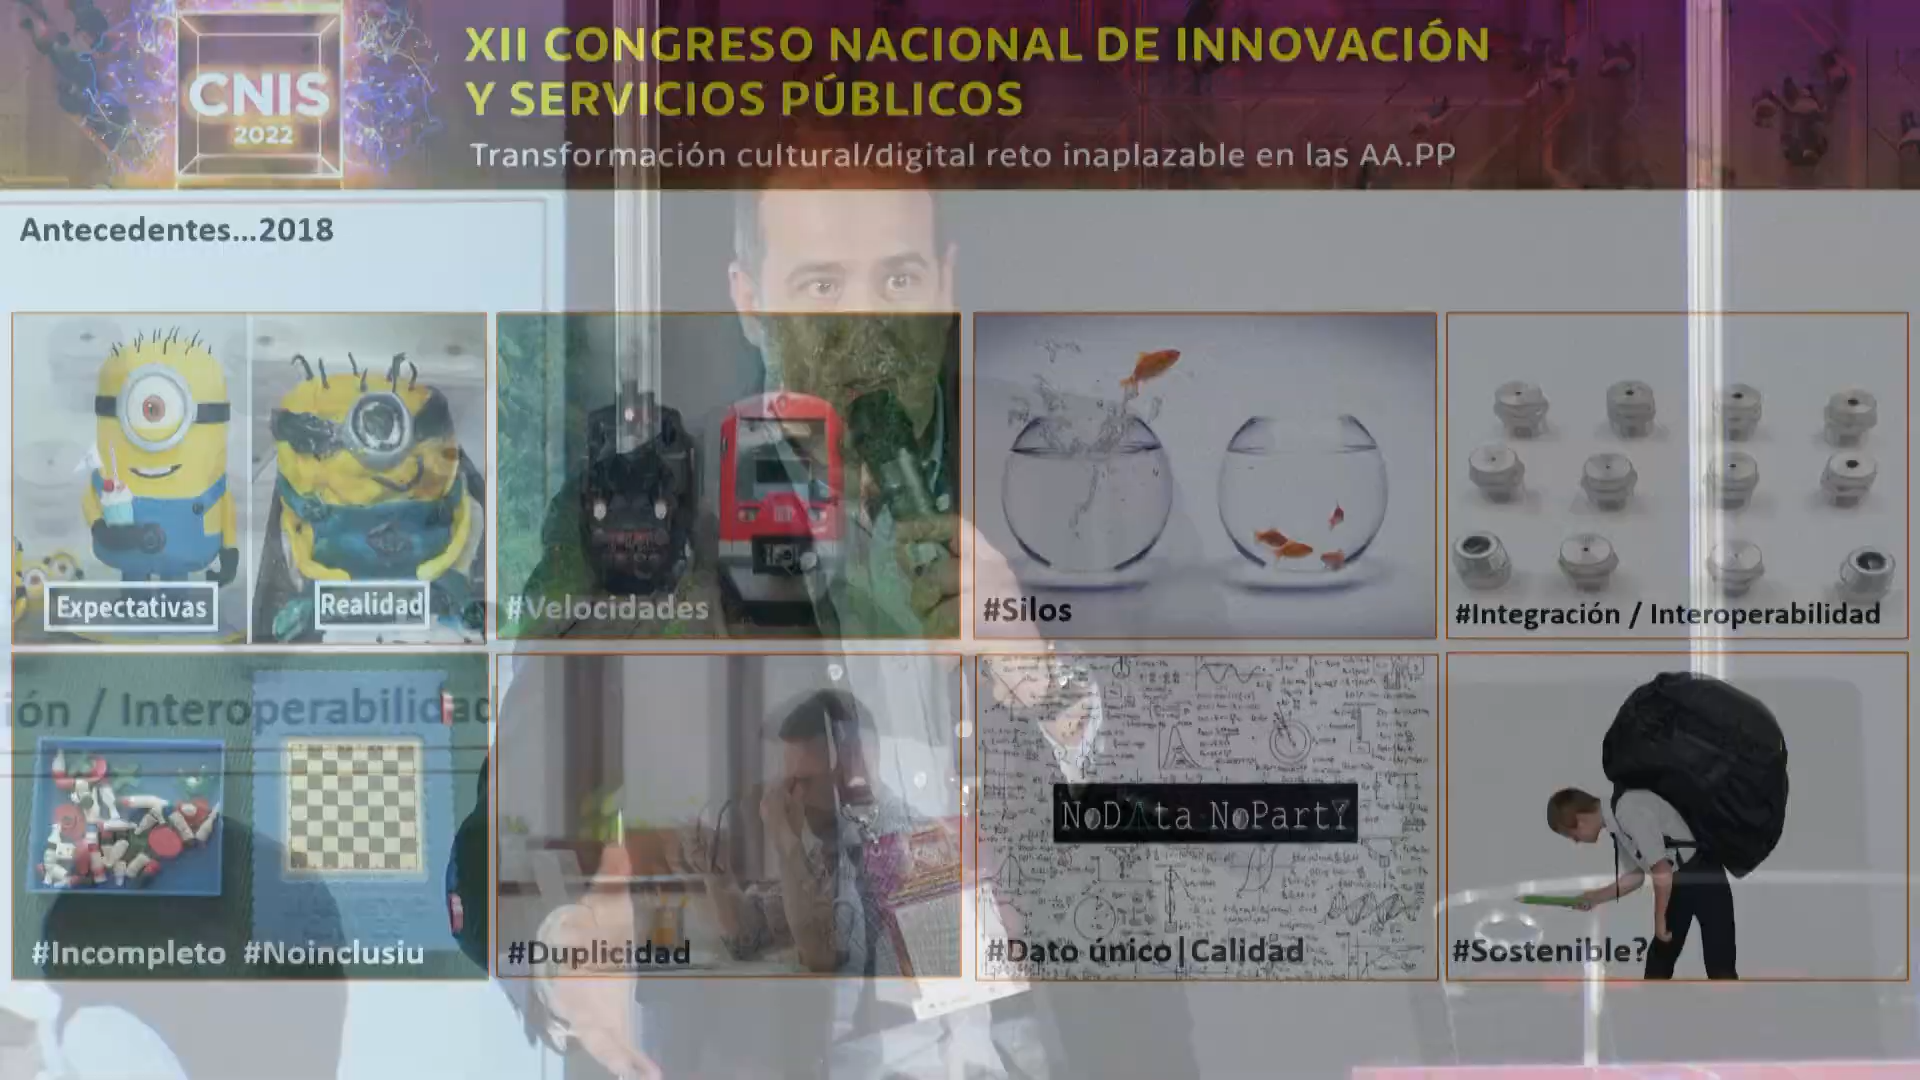 CNIS
2022
XII CONGRESO NACIONAL DE INNOVACIÓN
Y SERVICIOS PÚBLICOS
Transformación cultural/digital reto inaplazable en las AA.PP
Antecedentes...2018
Expectativas
Realidad
#Velocidades
#Silos
#Integración / Interoperabilidad
ión / Interoperabilidad
#Incompleto #Noinclusiu
#Duplicidad
NoDAta NoPartY
#Dato único|Calidad
#Sostenible?